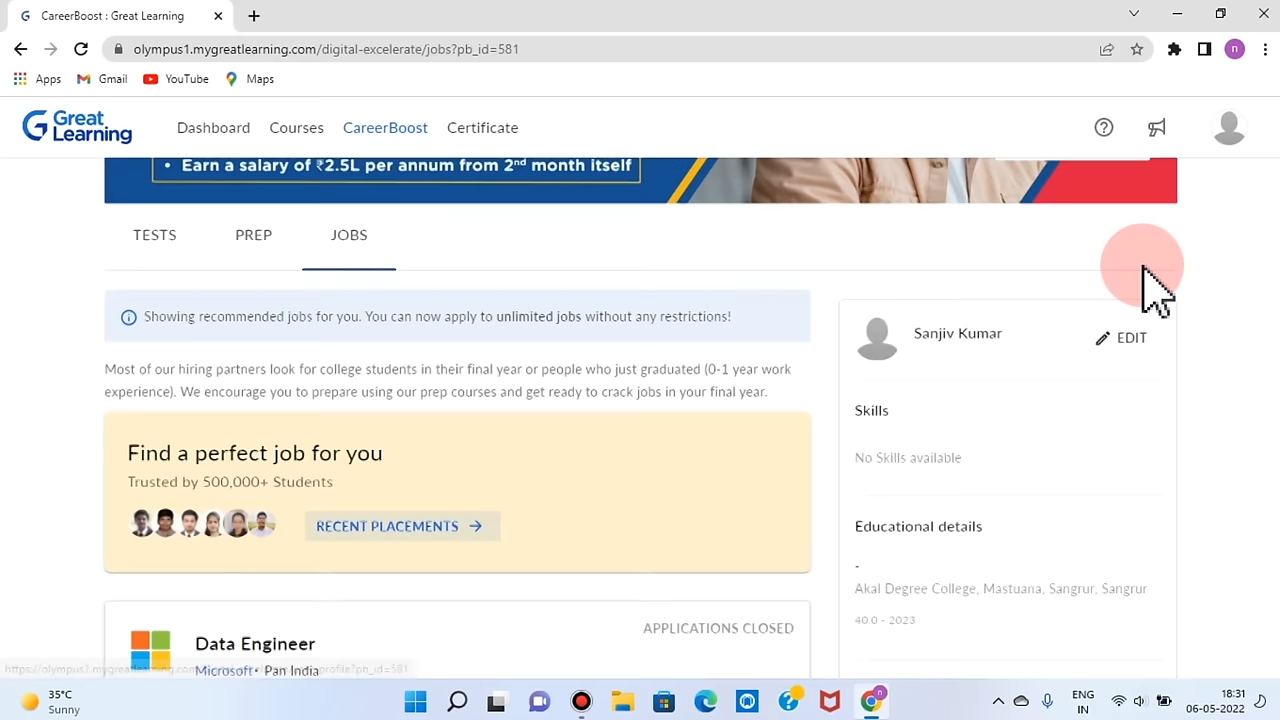 CareerBoost : Great Learning
olympus1.mygreatlearning.com/digital-excelerate/jobs?pb_id=581
n
Apps Gmail YouTube Maps
Great Learning
Dashboard Courses CareerBoost Certificate
• Earn a salary of ₹2.5L per annum from 2nd month itself
TESTS PREP JOBS
Showing recommended jobs for you. You can now apply to unlimited jobs without any restrictions!
Most of our hiring partners look for college students in their final year or people who just graduated (0-1 year work
experience). We encourage you to prepare using our prep courses and get ready to crack jobs in your final year.
Find a perfect job for you
Trusted by 500,000+ Students
RECENT PLACEMENTS
Data Engineer
APPLICATIONS CLOSED
Microsoft • Pan India
Sanjiv Kumar
EDIT
Skills
No Skills available
Educational details
-
Akal Degree College, Mastuana, Sangrur, Sangrur
40.0 - 2023
35°C
Sunny
ENG
IN
18:31
06-05-2022